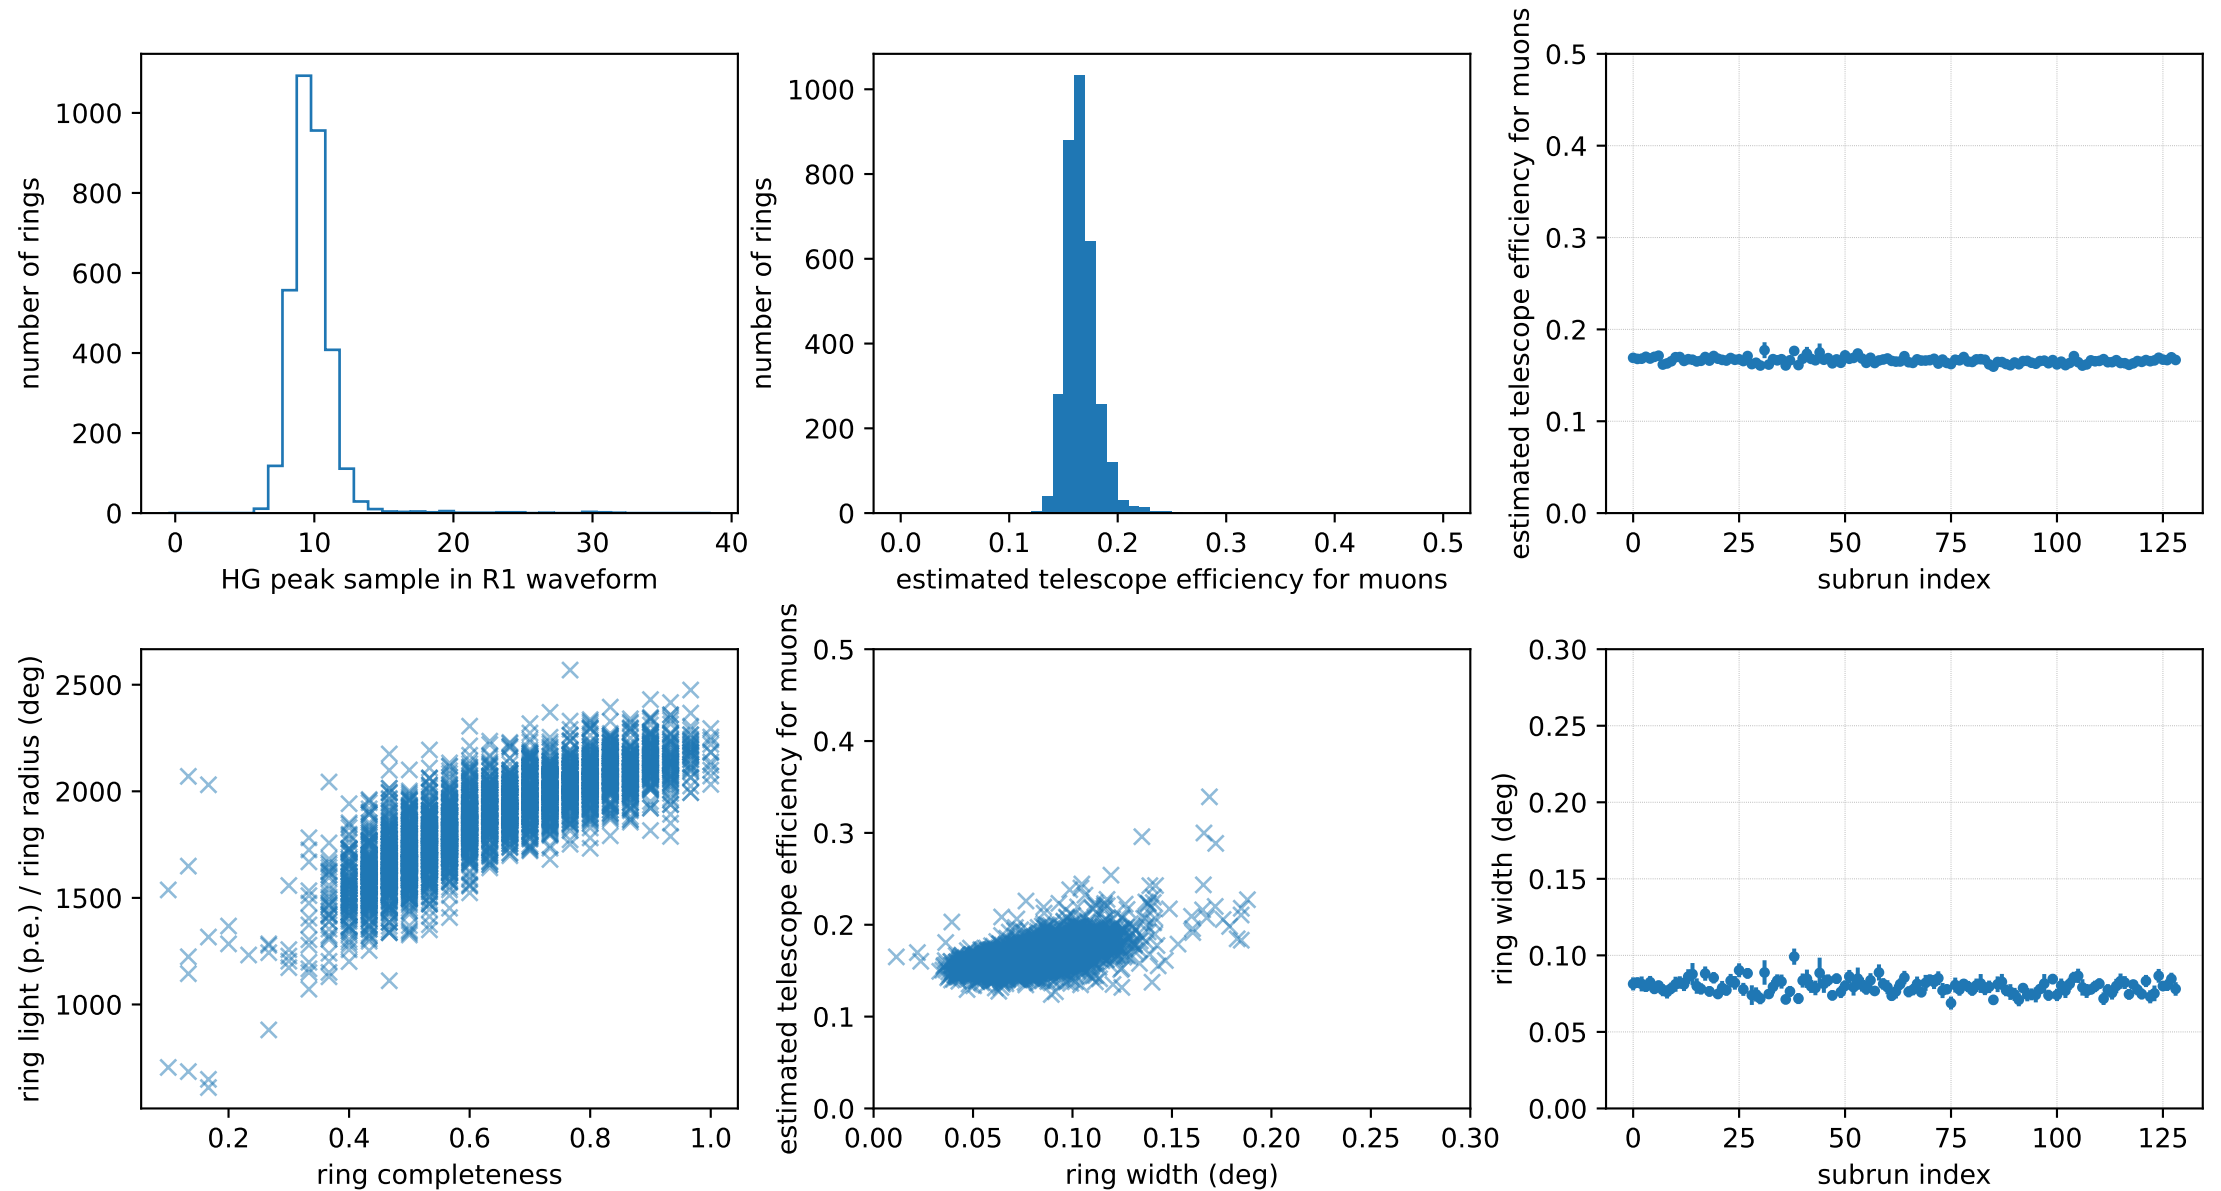 number of rings
1000
800
600
400
200
0
0 10 20 30 40
HG peak sample in R1 waveform
number of rings
1000
800
600
400
200
0
0.0 0.1 0.2 0.3 0.4 0.5
estimated telescope efficiency for muons
estimated telescope efficiency for muons
0.5
0.4
0.3
0.2
0.1
0.0
0 25 50 75 100 125
subrun index
ring light (p.e.) / ring radius (deg)
2500
2000
1500
1000
0.2 0.4 0.6 0.8 1.0
ring completeness
estimated telescope efficiency for muons
0.5
0.4
0.3
0.2
0.1
0.0
0.00 0.05 0.10 0.15 0.20 0.25 0.30
ring width (deg)
ring width (deg)
0.30
0.25
0.20
0.15
0.10
0.05
0.00
0 25 50 75 100 125
subrun index